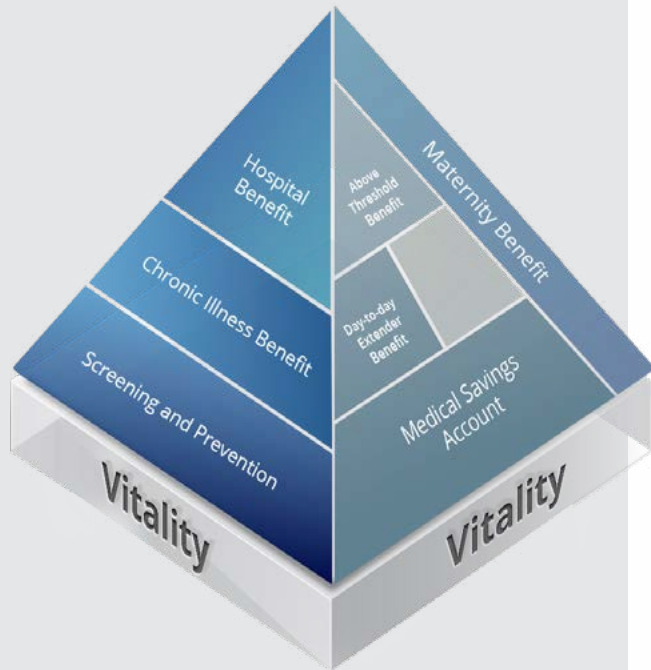 Hospital
Benefit
Chronic Illness Benefit
Screening and Prevention
Maternity Benefit
Above
Threshold
Benefit
Day-to-day
Extender
Benefit
Medical Savings
Account
Vitality
Vitality